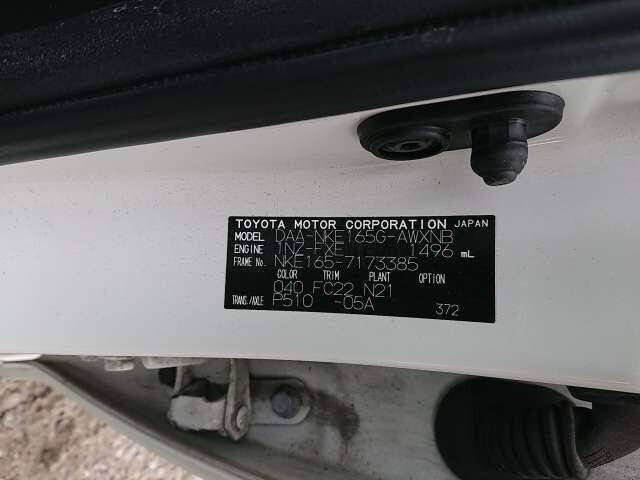 TOYOTA MOTOR CORPORATION JAPAN
MODEL DAA-NKE165G-AWXNB
ENGINE 1NZ-FXE 1496 mL
FRAME No. NKE165-7173385
COLOR TRIM PLANT OPTION
040 FC22 N21
TRANS./AXLE P510 -05A 372